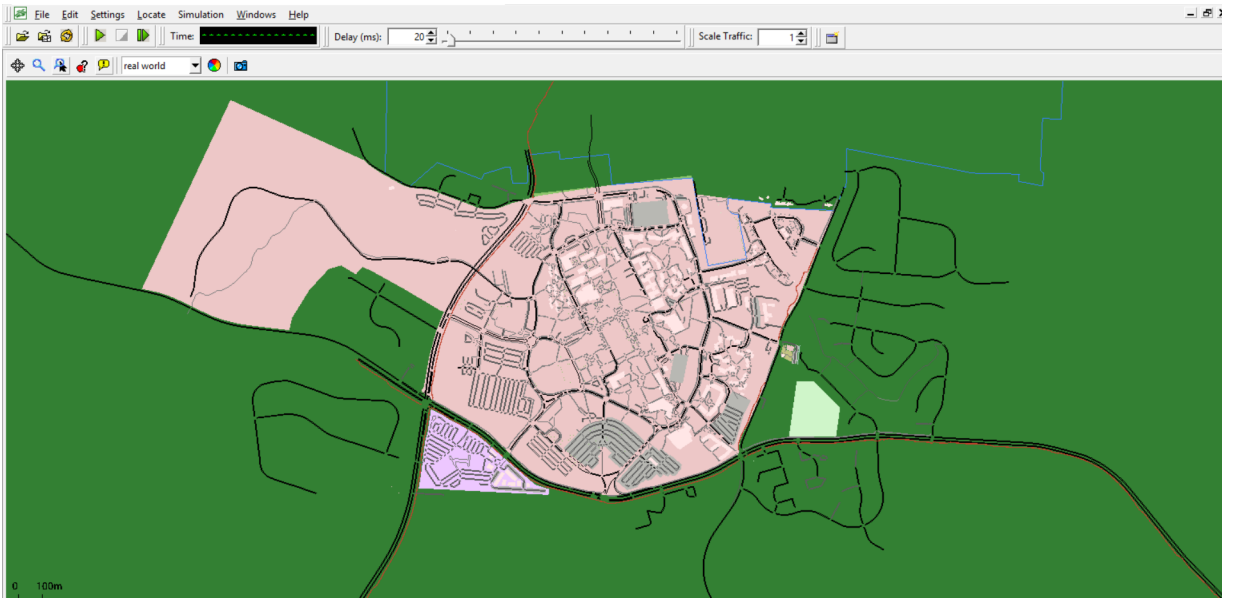 File Edit Settings Locate Simulation Windows Help
Time: Delay (ms): 20 Scale Traffic: 1
real world
0 100m